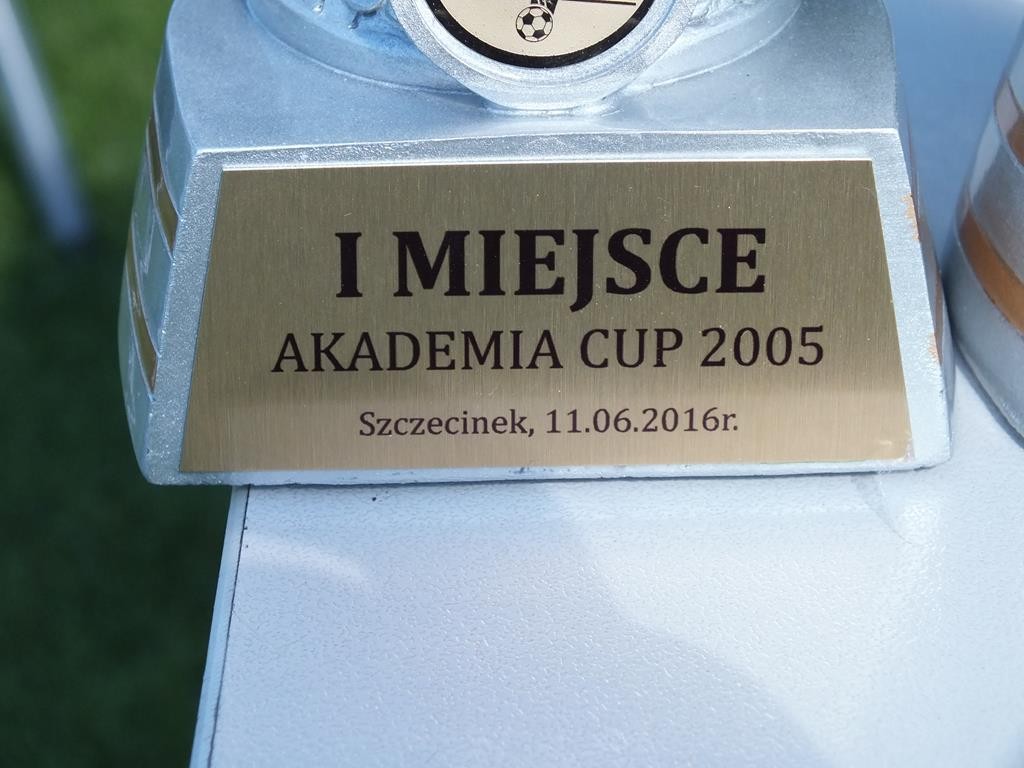 I MIEJSCE
AKADEMIA CUP 2005
Szczecinek, 11.06.2016r.